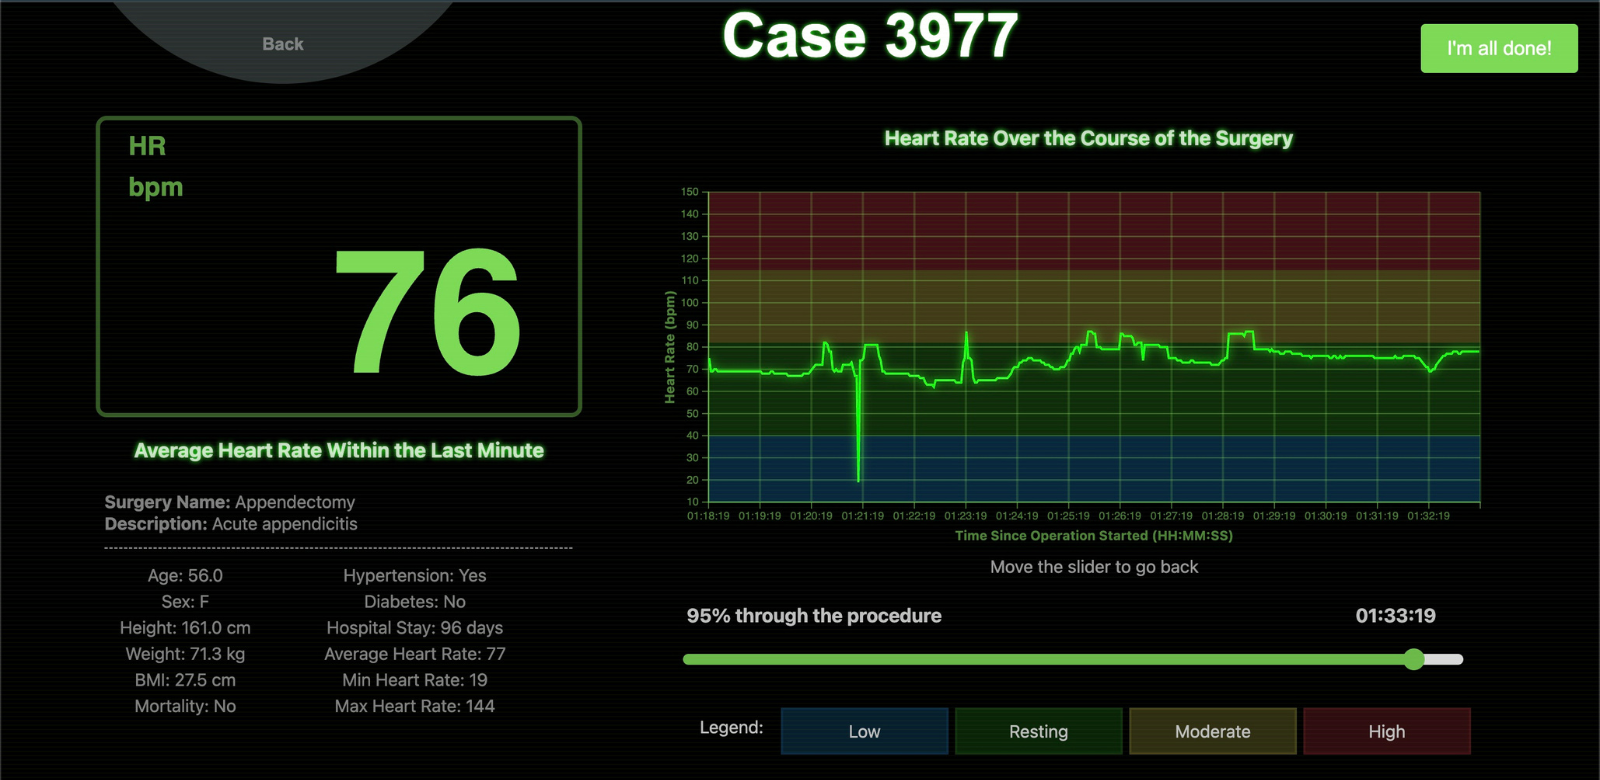 Back
Case 3977
I'm all done!
HR
bpm
76
Average Heart Rate Within the Last Minute
Surgery Name: Appendectomy
Description: Acute appendicitis
--------------------------------------------------------------------------------
Age: 56.0
Sex: F
Height: 161.0 cm
Weight: 71.3 kg
BMI: 27.5 cm
Mortality: No
Hypertension: Yes
Diabetes: No
Hospital Stay: 96 days
Average Heart Rate: 77
Min Heart Rate: 19
Max Heart Rate: 144
Heart Rate Over the Course of the Surgery
Heart Rate (bpm)
150
140
130
120
110
100
90
80
70
60
50
40
30
20
10
01:18:19 01:19:19 01:20:19 01:21:19 01:22:19 01:23:19 01:24:19 01:25:19 01:26:19 01:27:19 01:28:19 01:29:19 01:30:19 01:31:19 01:32:19
Time Since Operation Started (HH:MM:SS)
Move the slider to go back
95% through the procedure 01:33:19
Legend: Low Resting Moderate High